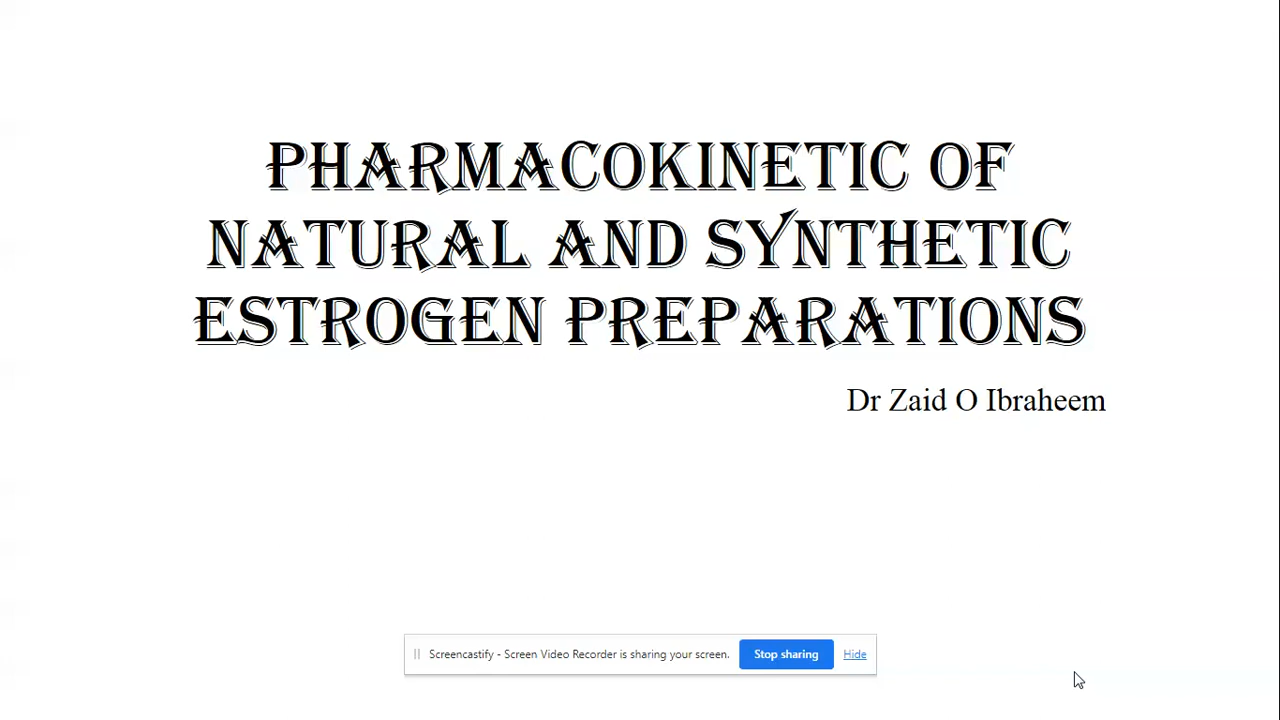 PHARMACOKINETIC OF
NATURAL AND SYNTHETIC
ESTROGEN PREPARATIONS
Dr Zaid O Ibraheem
Screencastify - Screen Video Recorder is sharing your screen. Stop sharing Hide